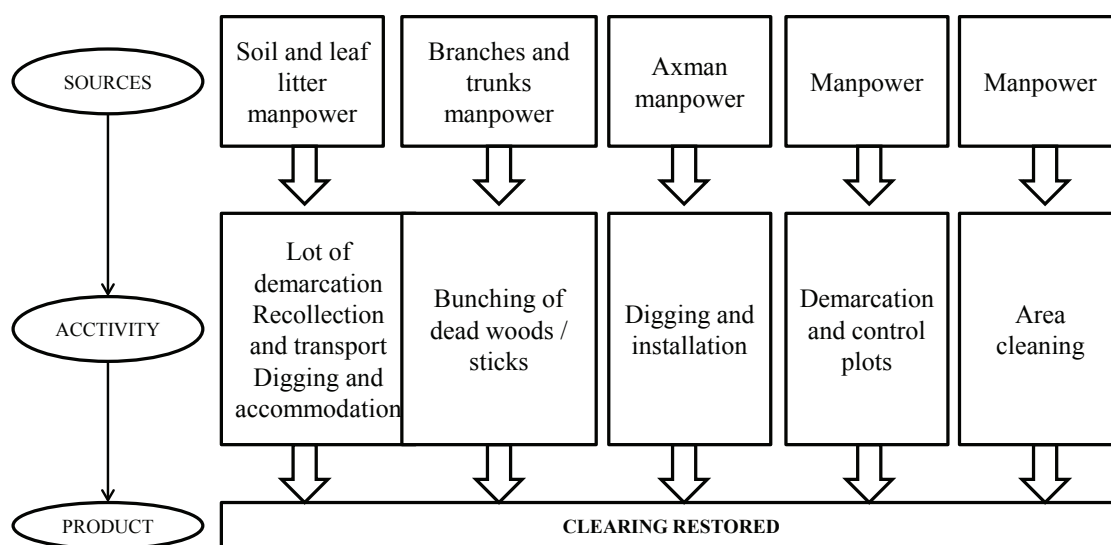 SOURCES
Soil and leaf
litter
manpower
Branches and
trunks
manpower
Axman
manpower
Manpower
Manpower
ACCTIVITY
Lot of
demarcation
Recollection
and transport
Digging and
accommodation
Bunching of
dead woods /
sticks
Digging and
installation
Demarcation
and control
plots
Area
cleaning
PRODUCT
CLEARING RESTORED